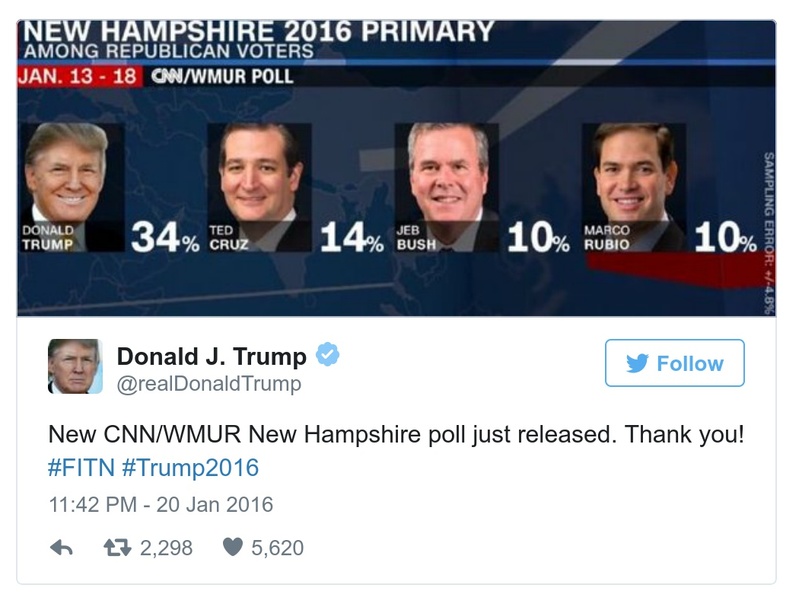 NEW HAMPSHIRE 2016 PRIMARY
AMONG REPUBLICAN VOTERS
JAN. 13 - 18 CNN/WMUR POLL
DONALD TRUMP 34%
TED CRUZ 14%
JEB BUSH 10%
MARCO RUBIO 10%
SAMPLING ERROR: +/-4.8%
Donald J. Trump
@realDonaldTrump
Follow
New CNN/WMUR New Hampshire poll just released. Thank you!
#FITN #Trump2016
11:42 PM - 20 Jan 2016
2,298 5,620